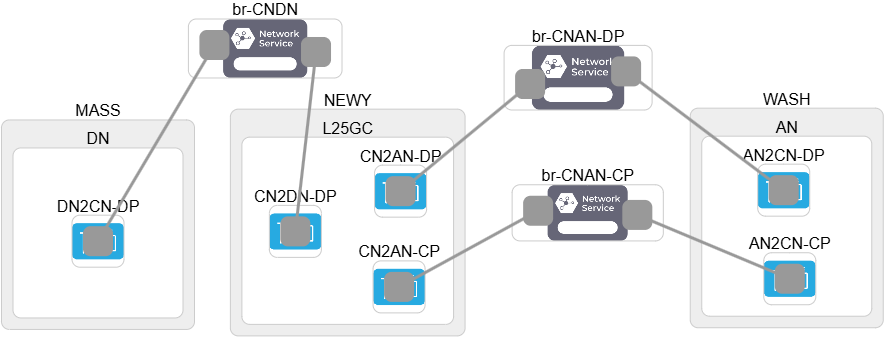 br-CNDN
Network
Service
br-CNAN-DP
Network
Service
MASS
DN
DN2CN-DP
NEWY
L25GC
CN2AN-DP
CN2DN-DP
CN2AN-CP
br-CNAN-CP
Network
Service
WASH
AN
AN2CN-DP
AN2CN-CP